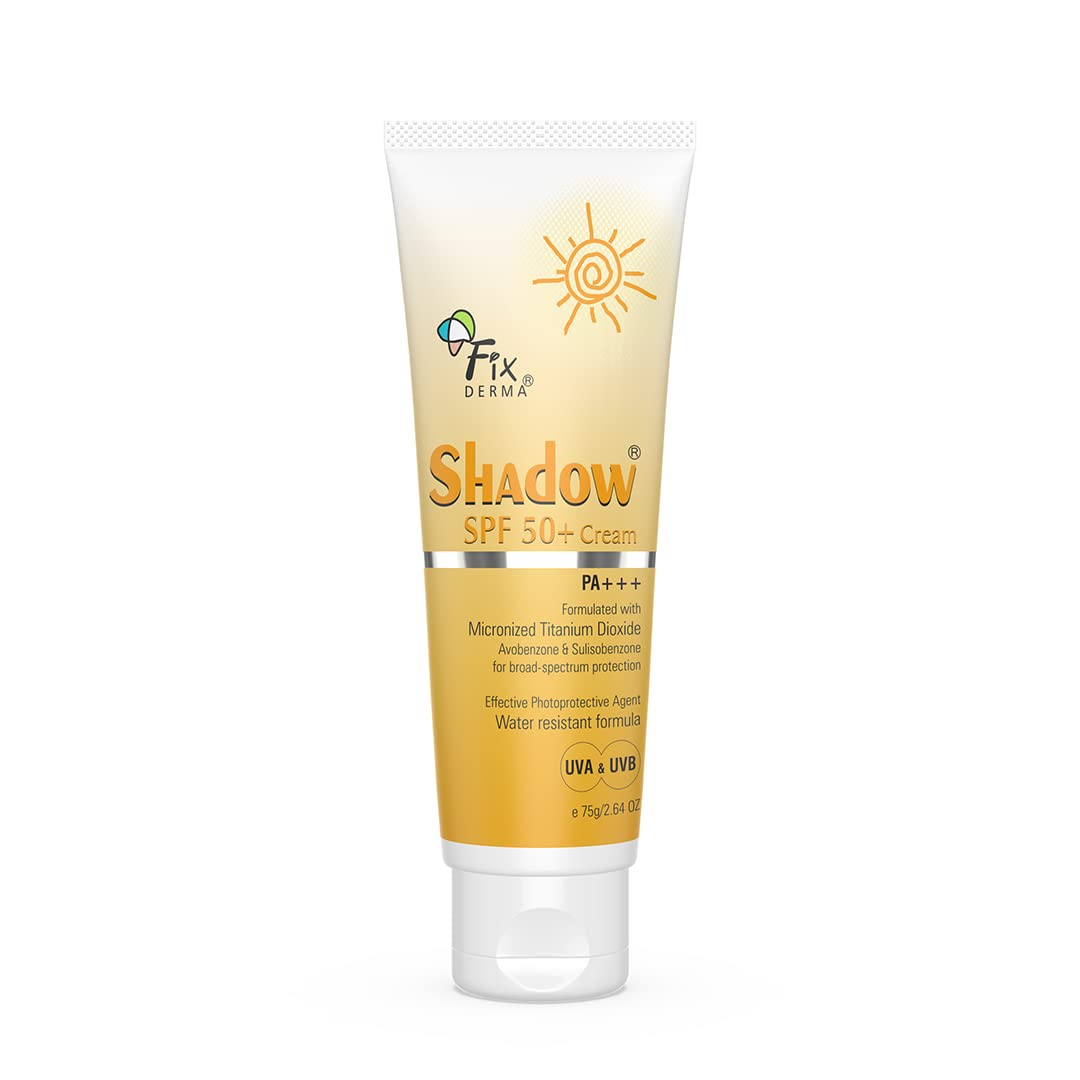 Fix
DERMA®
SHAdow®
SPF 50+ Cream
PA+++
Formulated with
Micronized Titanium Dioxide
Avobenzone & Sulisobenzone
for broad-spectrum protection
Effective Photoprotective Agent
Water resistant formula
UVA & UVB
e 75g/2.64 OZ